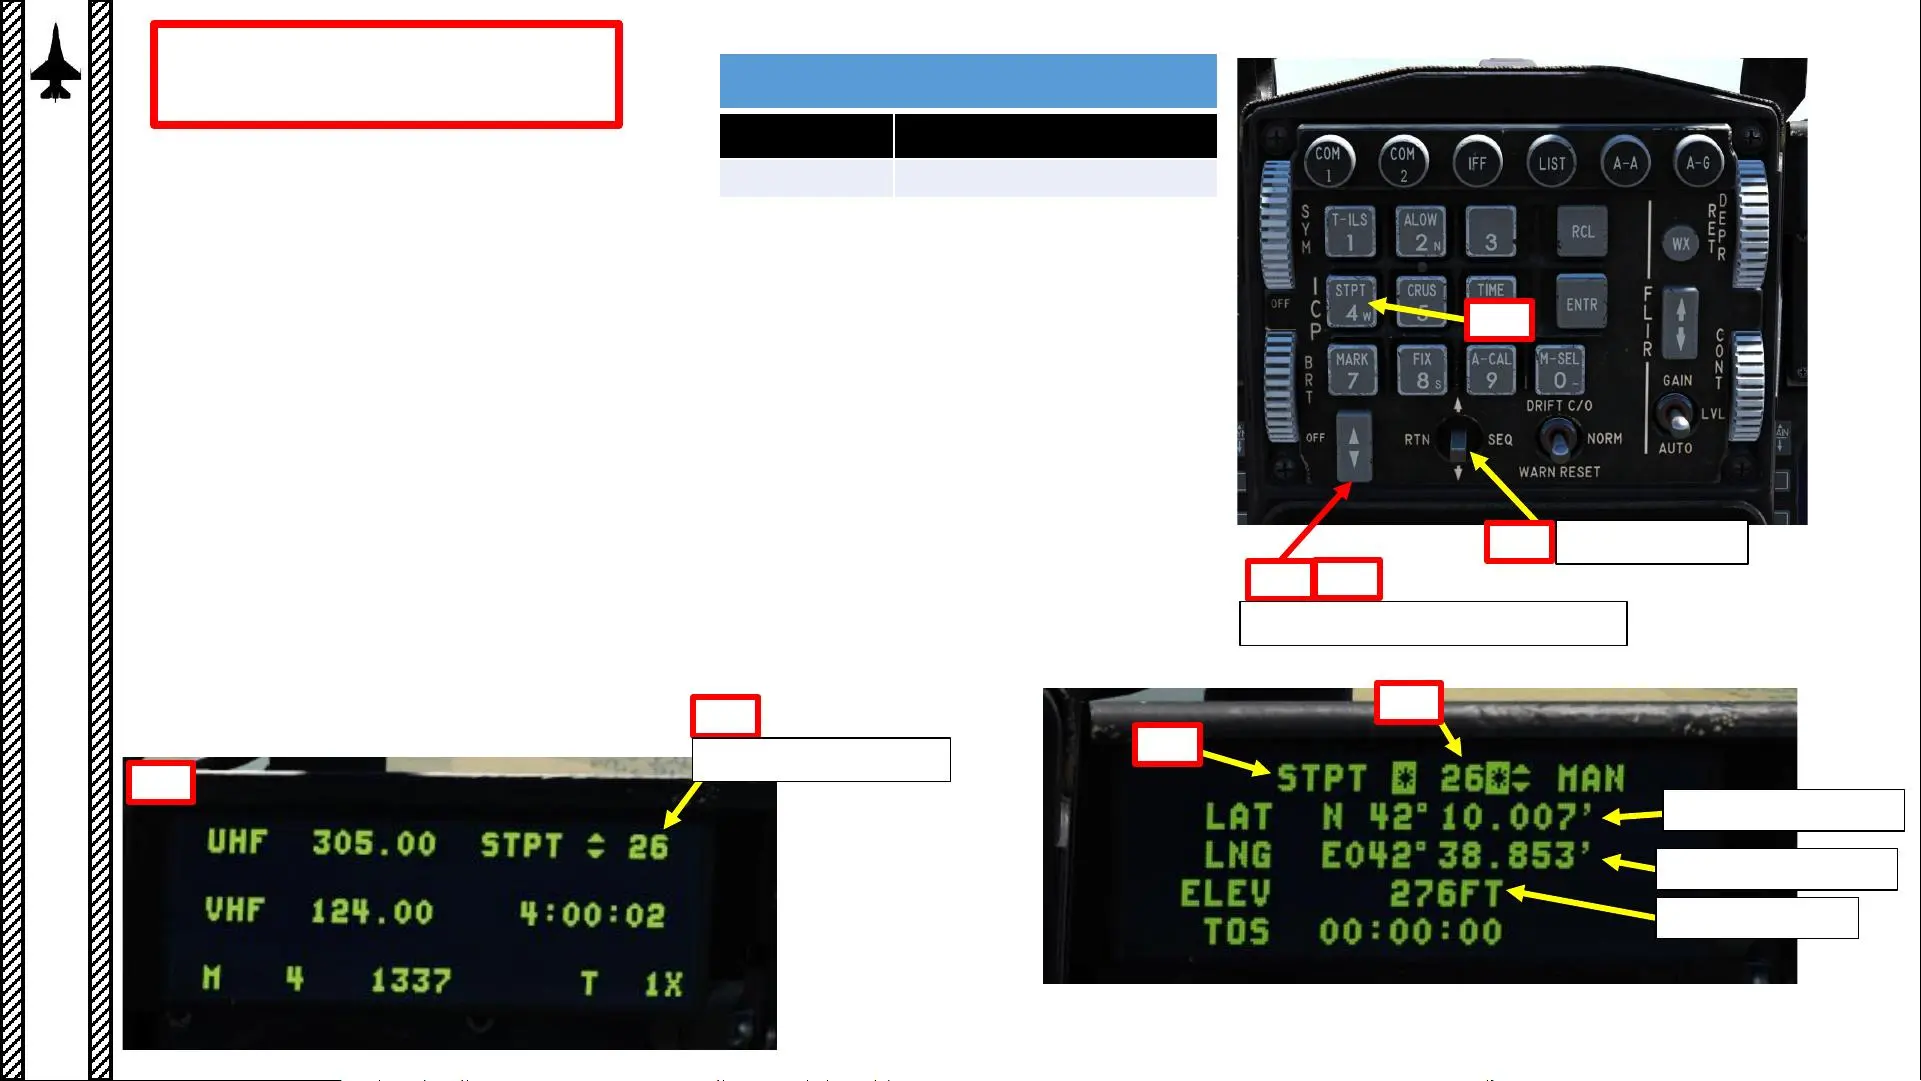 COM 1
COM 2
IFF
LIST
A-A
A-G
SYM
T-ILS 1
ALOW 2 N
3
RCL
WX
RET DEPR
OFF
ICP
STPT 4 W
CRUS 5
TIME
ENTR
FLIR
CONT
BRT
MARK 7
FIX 8 S
A-CAL 9
M-SEL 0 -
GAIN
LVL
AUTO
DRIFT C/O
OFF
RTN
SEQ
NORM
WARN RESET
UHF 305.00 STPT 26
VHF 124.00 4:00:02
M 4 1337 T 1X
STPT * 26* MAN
LAT N 42° 10.007'
LNG E042° 38.853'
ELEV 276FT
TOS 00:00:00